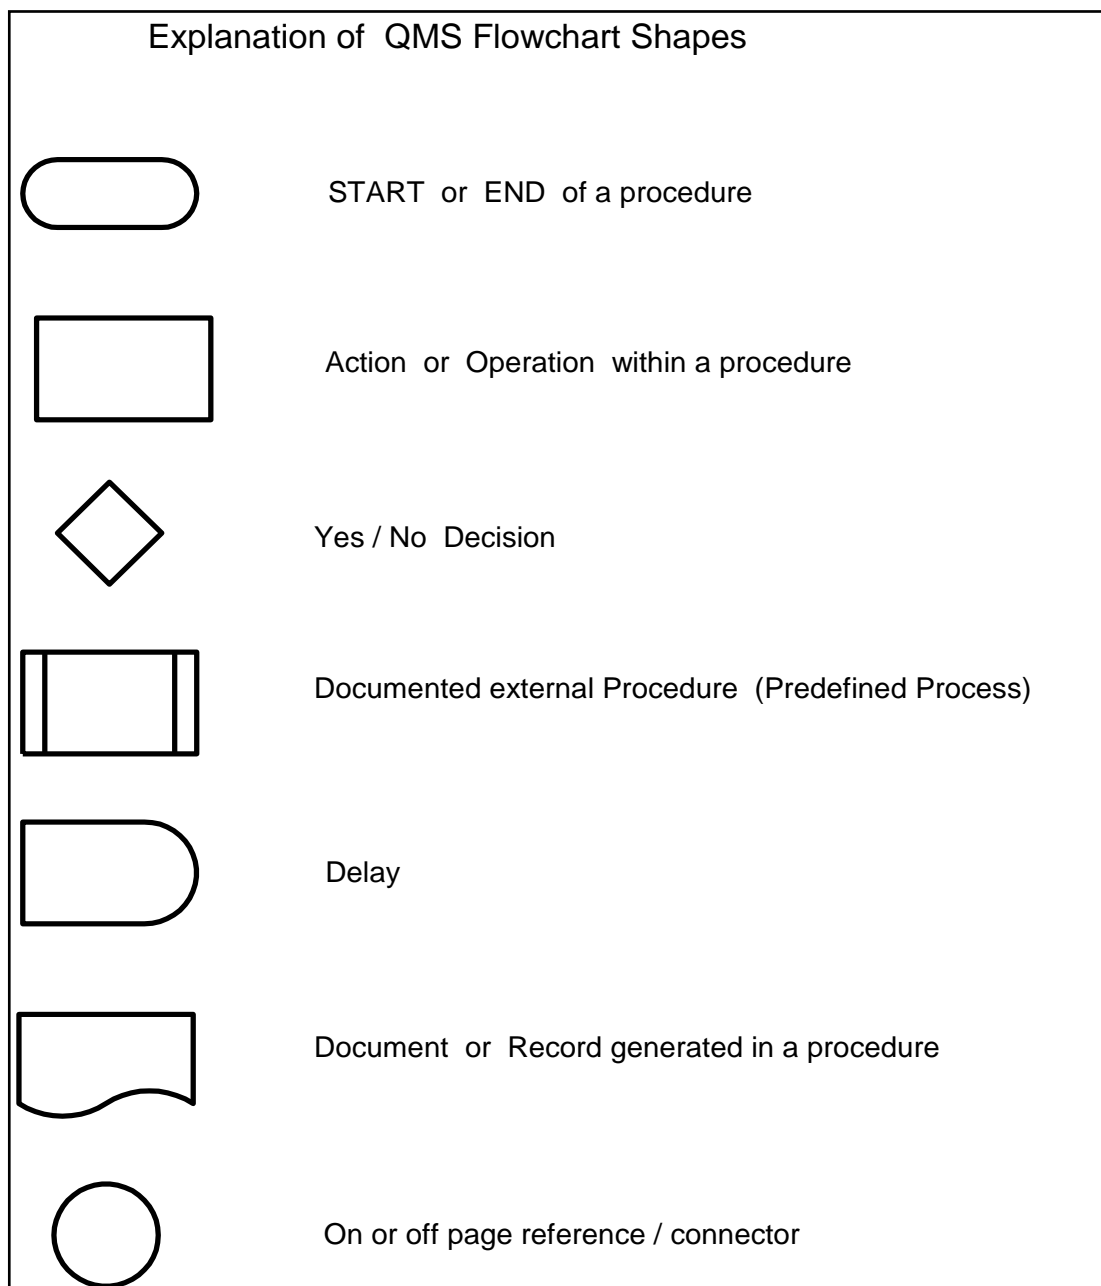 Explanation of QMS Flowchart Shapes
START or END of a procedure
Action or Operation within a procedure
Yes / No Decision
Documented external Procedure (Predefined Process)
Delay
Document or Record generated in a procedure
On or off page reference / connector